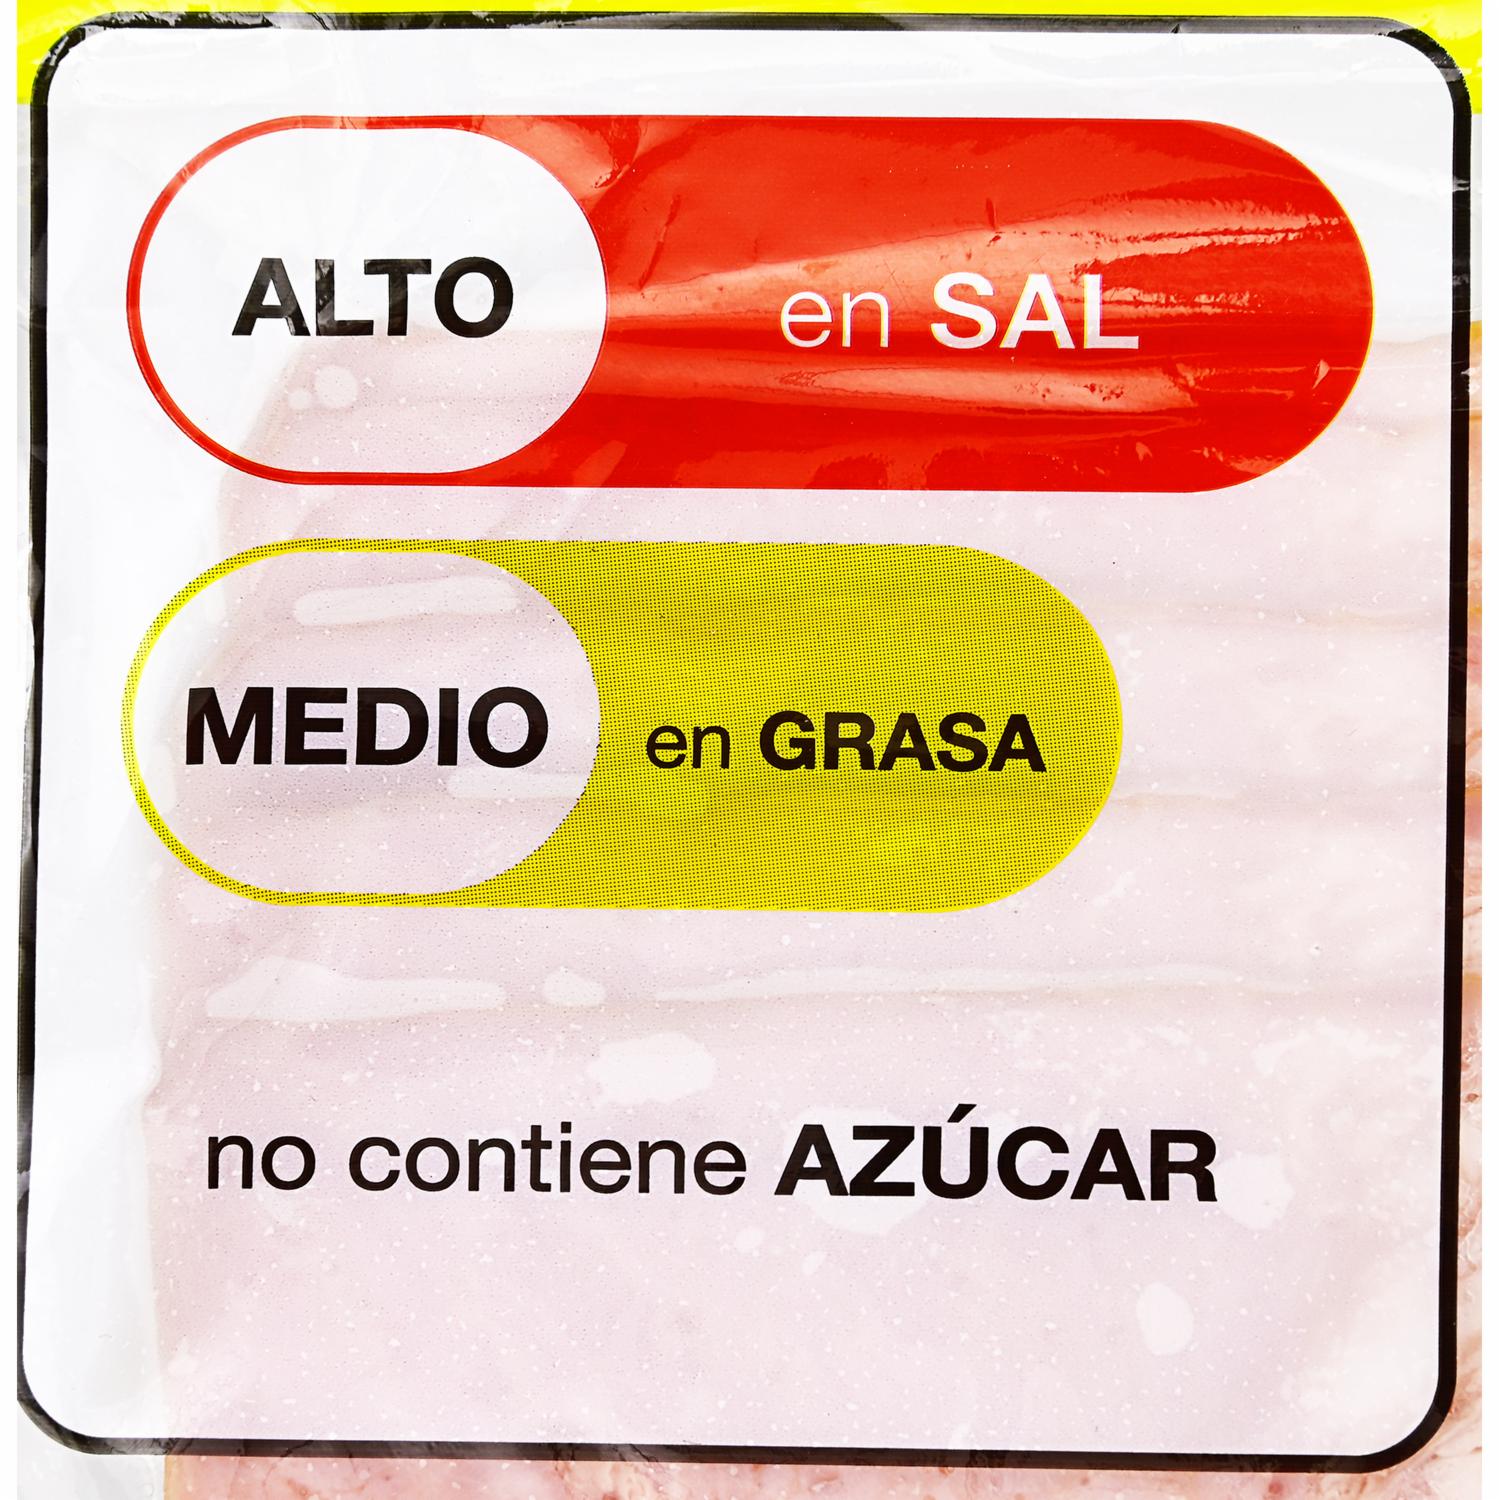 ALTO en SAL
MEDIO en GRASA
no contiene AZÚCAR